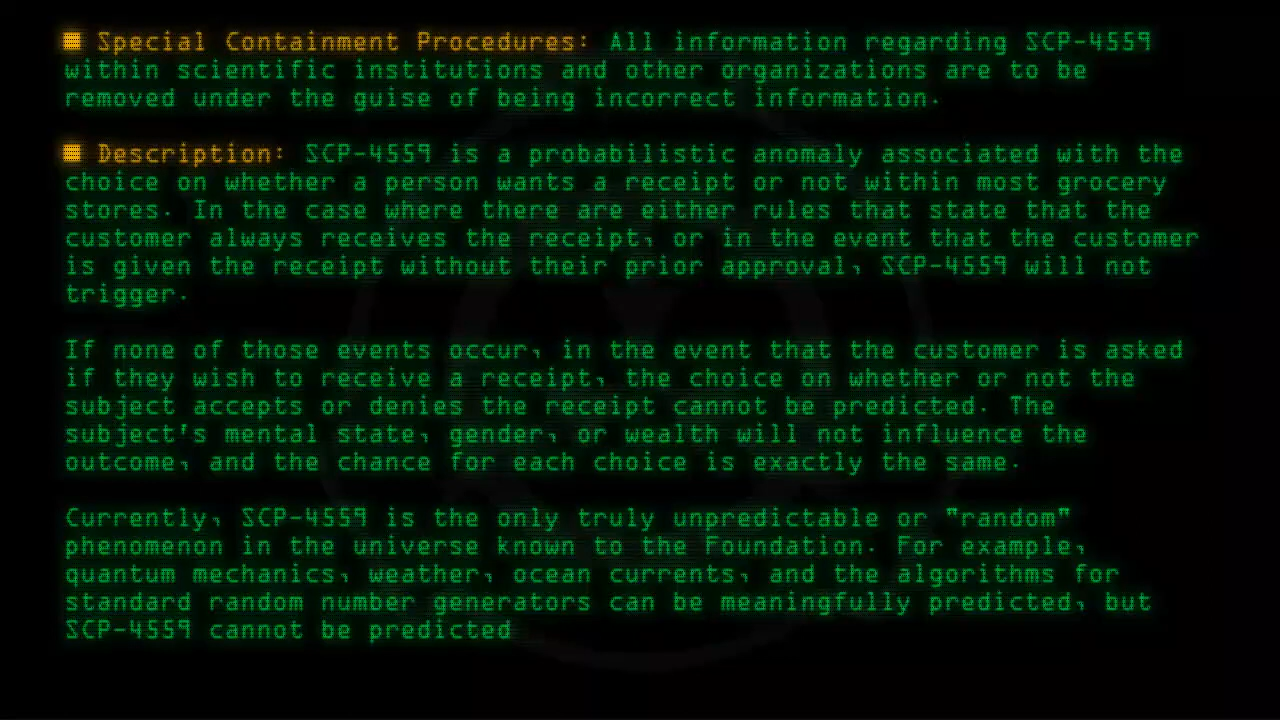 ■ Special Containment Procedures: All information regarding SCP-4559
within scientific institutions and other organizations are to be
removed under the guise of being incorrect information.
■ Description: SCP-4559 is a probabilistic anomaly associated with the
choice on whether a person wants a receipt or not within most grocery
stores. In the case where there are either rules that state that the
customer always receives the receipt, or in the event that the customer
is given the receipt without their prior approval, SCP-4559 will not
trigger.
If none of those events occur, in the event that the customer is asked
if they wish to receive a receipt, the choice on whether or not the
subject accepts or denies the receipt cannot be predicted. The
subject's mental state, gender, or wealth will not influence the
outcome, and the chance for each choice is exactly the same.
Currently, SCP-4559 is the only truly unpredictable or "random"
phenomenon in the universe known to the Foundation. For example,
quantum mechanics, weather, ocean currents, and the algorithms for
standard random number generators can be meaningfully predicted, but
SCP-4559 cannot be predicted